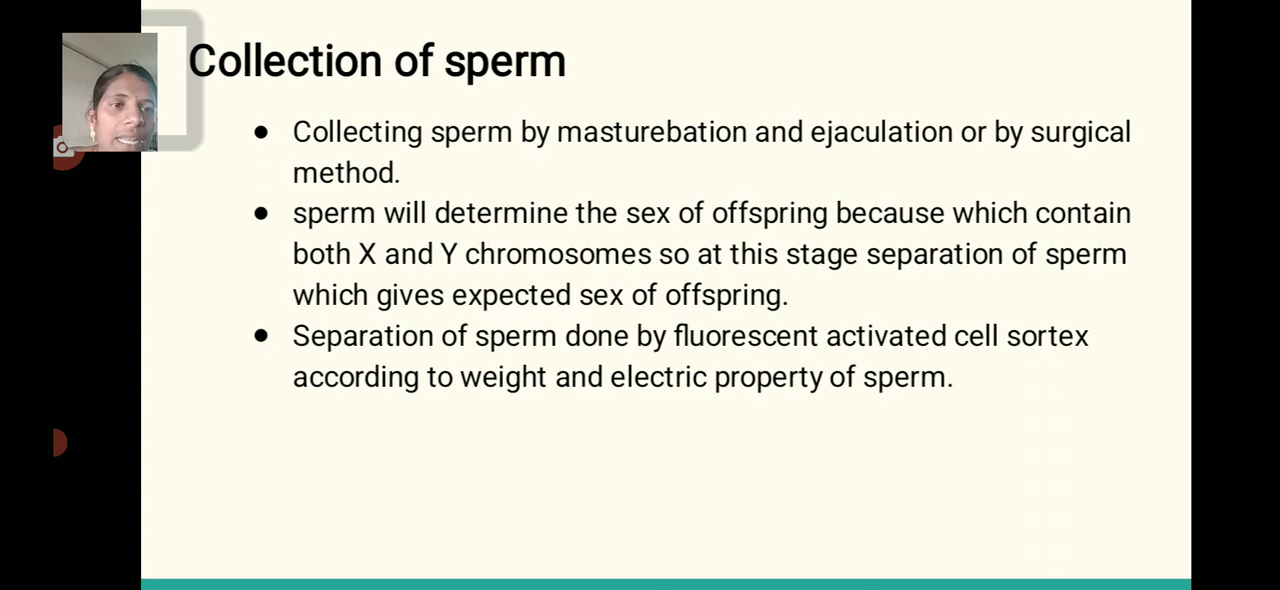 Collection of sperm
● Collecting sperm by masturebation and ejaculation or by surgical
method.
● sperm will determine the sex of offspring because which contain
both X and Y chromosomes so at this stage separation of sperm
which gives expected sex of offspring.
● Separation of sperm done by fluorescent activated cell sortex
according to weight and electric property of sperm.